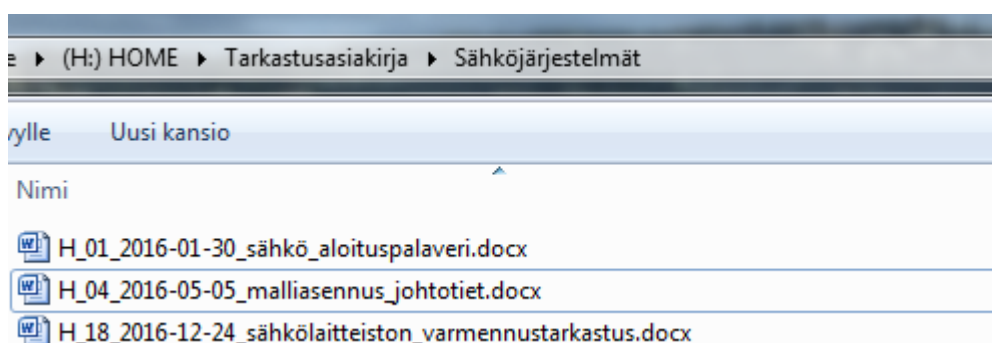 (H:) HOME ▸ Tarkastusasiakirja ▸ Sähköjärjestelmät
Uusi kansio
Nimi
H_01_2016-01-30_sähkö_aloituspalaveri.docx
H_04_2016-05-05_malliasennus_johtotiet.docx
H_18_2016-12-24_sähkölaitteiston_varmennustarkastus.docx